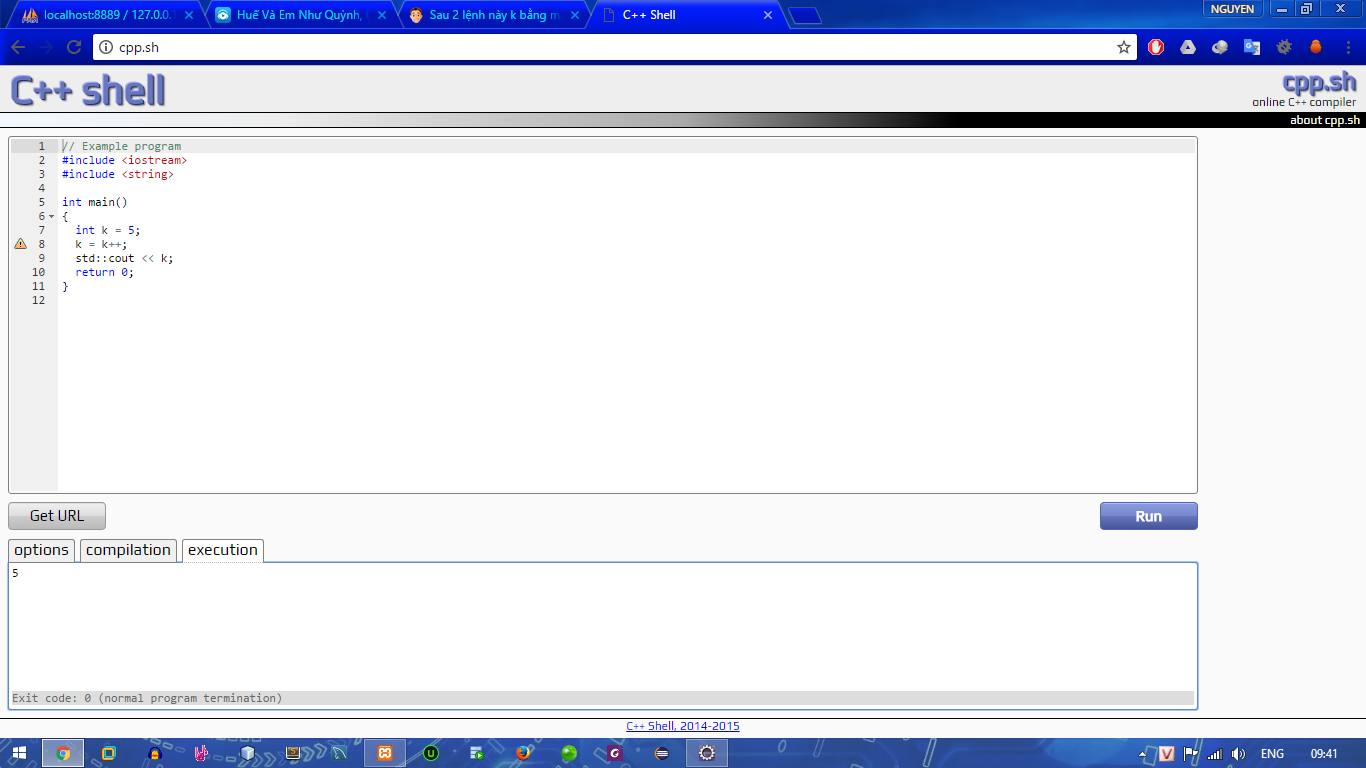 localhost:8889 / 127.0.0.
Huế Và Em Như Quỳnh,
Sau 2 lệnh này k bằng m
C++ Shell
NGUYEN
cpp.sh
C++ shell
cpp.sh
online C++ compiler
about cpp.sh
1 // Example program
2 #include <iostream>
3 #include <string>
4
5 int main()
6 {
7 int k = 5;
8 k = k++;
9 std::cout << k;
10 return 0;
11 }
12
Get URL
Run
options
compilation
execution
5
Exit code: 0 (normal program termination)
C++ Shell, 2014-2015
ENG
09:41